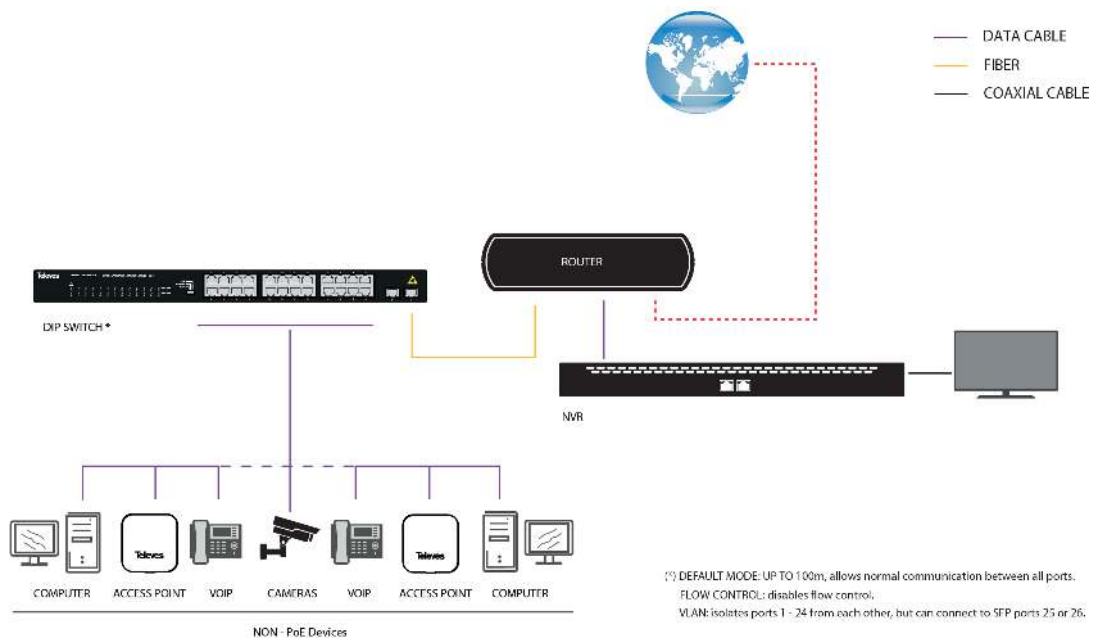 DATA CABLE
FIBER
COAXIAL CABLE
ROUTER
Televes
DIP SWITCH *
NVR
Televes
Televes
COMPUTER ACCESS POINT VOIP CAMERAS VOIP ACCESS POINT COMPUTER
NON - PoE Devices
(*) DEFAULT MODE: UP TO 100m, allows normal communication between all ports.
FLOW CONTROL: disables flow control.
VLAN: isolates ports 1 - 24 from each other, but can connect to SFP ports 25 or 26.